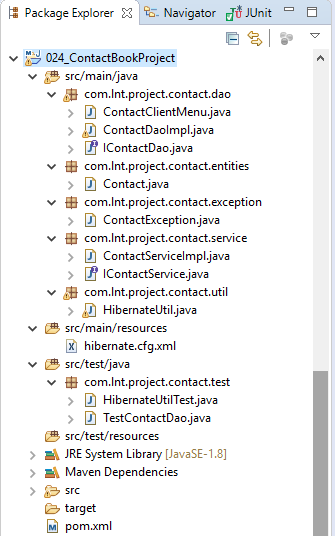 Package Explorer Navigator JUnit
024_ContactBookProject
src/main/java
com.lnt.project.contact.dao
ContactClientMenu.java
ContactDaoImpl.java
IContactDao.java
com.lnt.project.contact.entities
Contact.java
com.lnt.project.contact.exception
ContactException.java
com.lnt.project.contact.service
ContactServiceImpl.java
IContactService.java
com.lnt.project.contact.util
HibernateUtil.java
src/main/resources
hibernate.cfg.xml
src/test/java
com.lnt.project.contact.test
HibernateUtilTest.java
TestContactDao.java
src/test/resources
JRE System Library [JavaSE-1.8]
Maven Dependencies
src
target
pom.xml